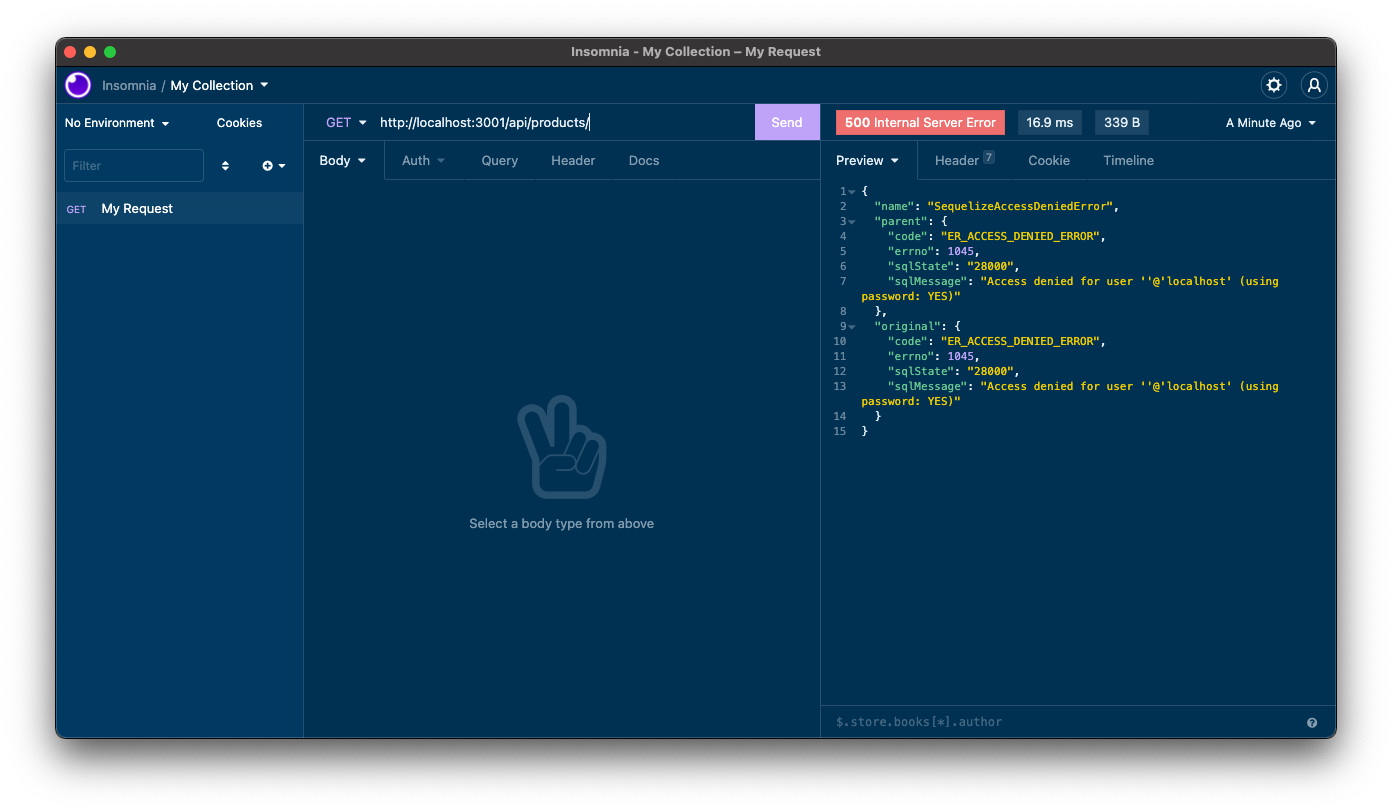 Insomnia - My Collection – My Request
Insomnia / My Collection
No Environment
Cookies
Filter
GET My Request
GET http://localhost:3001/api/products/
Send
Body
Auth
Query
Header
Docs
Select a body type from above
500 Internal Server Error
16.9 ms
339 B
A Minute Ago
Preview
Header 7
Cookie
Timeline
1 {
2 "name": "SequelizeAccessDeniedError",
3 "parent": {
4 "code": "ER_ACCESS_DENIED_ERROR",
5 "errno": 1045,
6 "sqlState": "28000",
7 "sqlMessage": "Access denied for user ''@'localhost' (using
password: YES)"
8 },
9 "original": {
10 "code": "ER_ACCESS_DENIED_ERROR",
11 "errno": 1045,
12 "sqlState": "28000",
13 "sqlMessage": "Access denied for user ''@'localhost' (using
password: YES)"
14 }
15 }
$.store.books[*].author